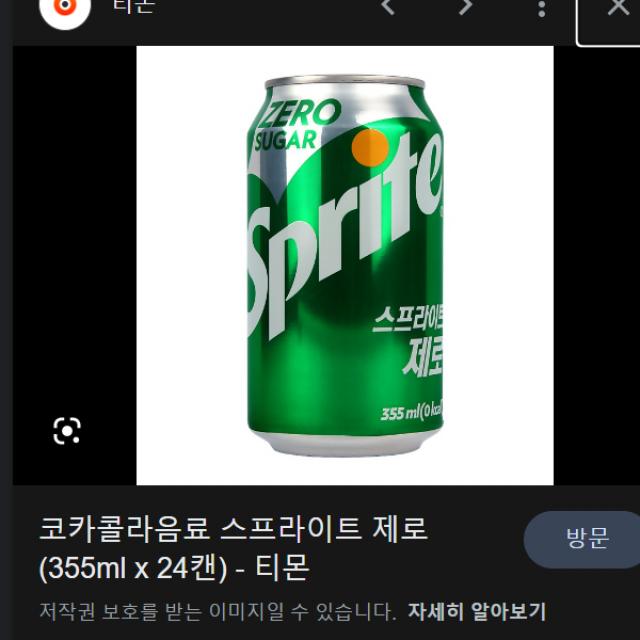 티몬
ZERO
SUGAR
Sprite
스프라이트
제로
355 ml(0 kcal
코카콜라음료 스프라이트 제로
(355ml x 24캔) - 티몬
방문
저작권 보호를 받는 이미지일 수 있습니다. 자세히 알아보기